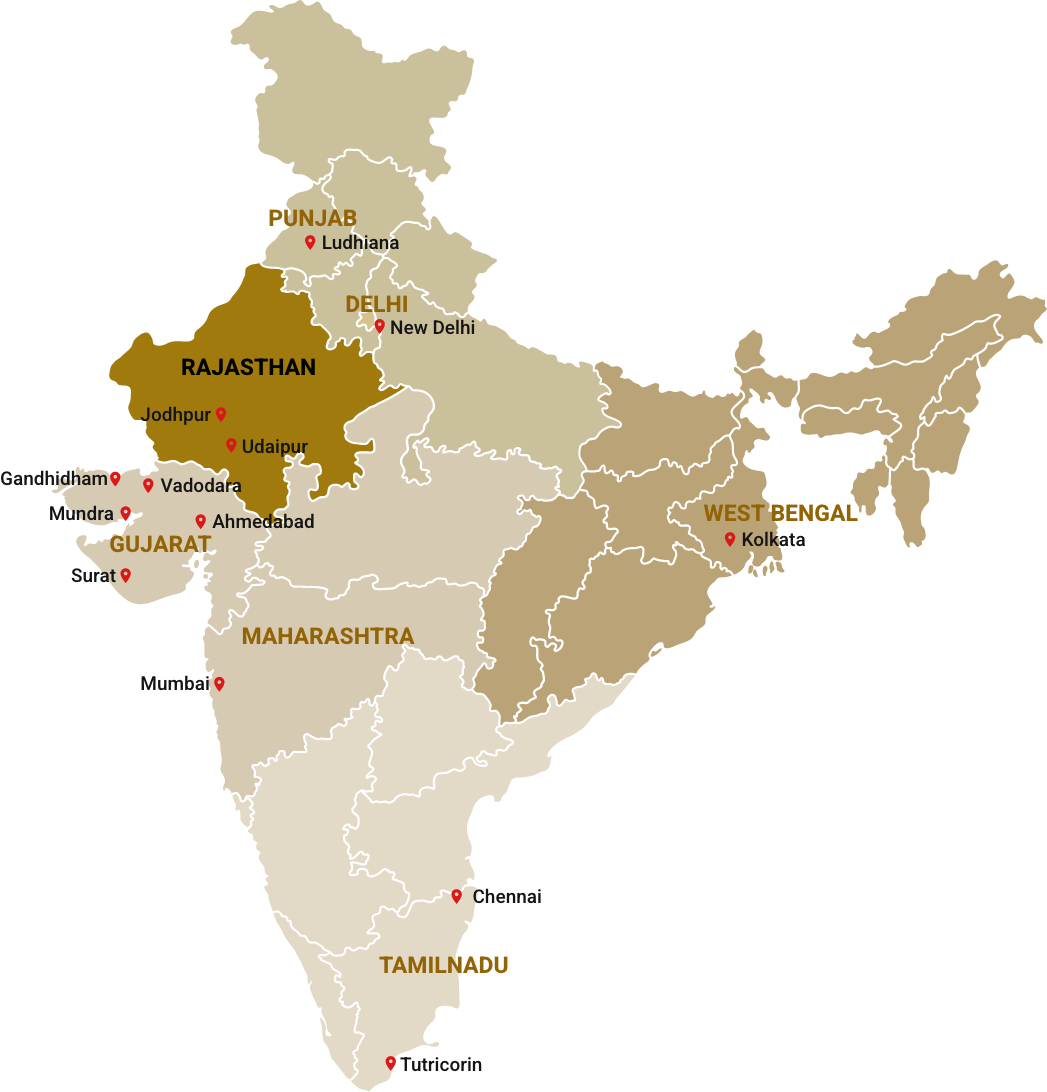 PUNJAB
Ludhiana
DELHI
New Delhi
RAJASTHAN
Jodhpur
Udaipur
Gandhidham
Vadodara
Mundra
Ahmedabad
GUJARAT
Surat
WEST BENGAL
Kolkata
MAHARASHTRA
Mumbai
Chennai
TAMILNADU
Tutricorin